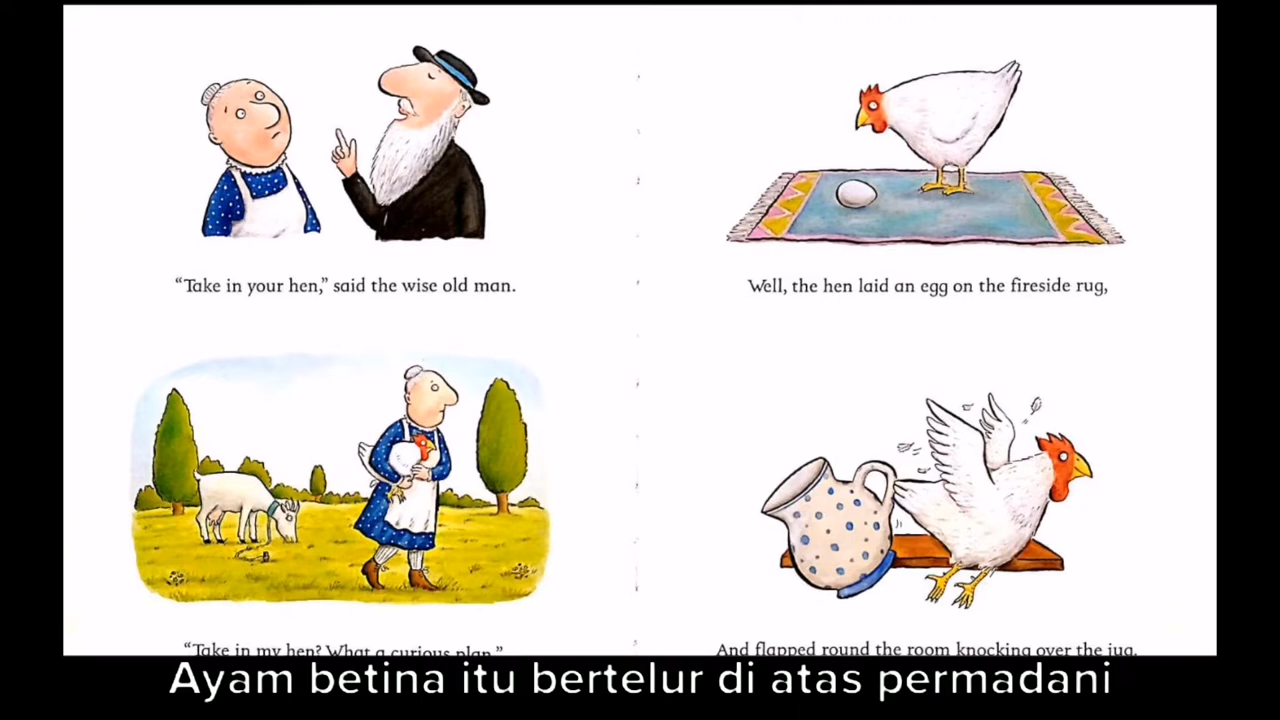 “Take in your hen,” said the wise old man.
“Take in my hen? What a curious plan.”
Well, the hen laid an egg on the fireside rug,
And flapped round the room knocking over the jug.
Ayam betina itu bertelur di atas permadani